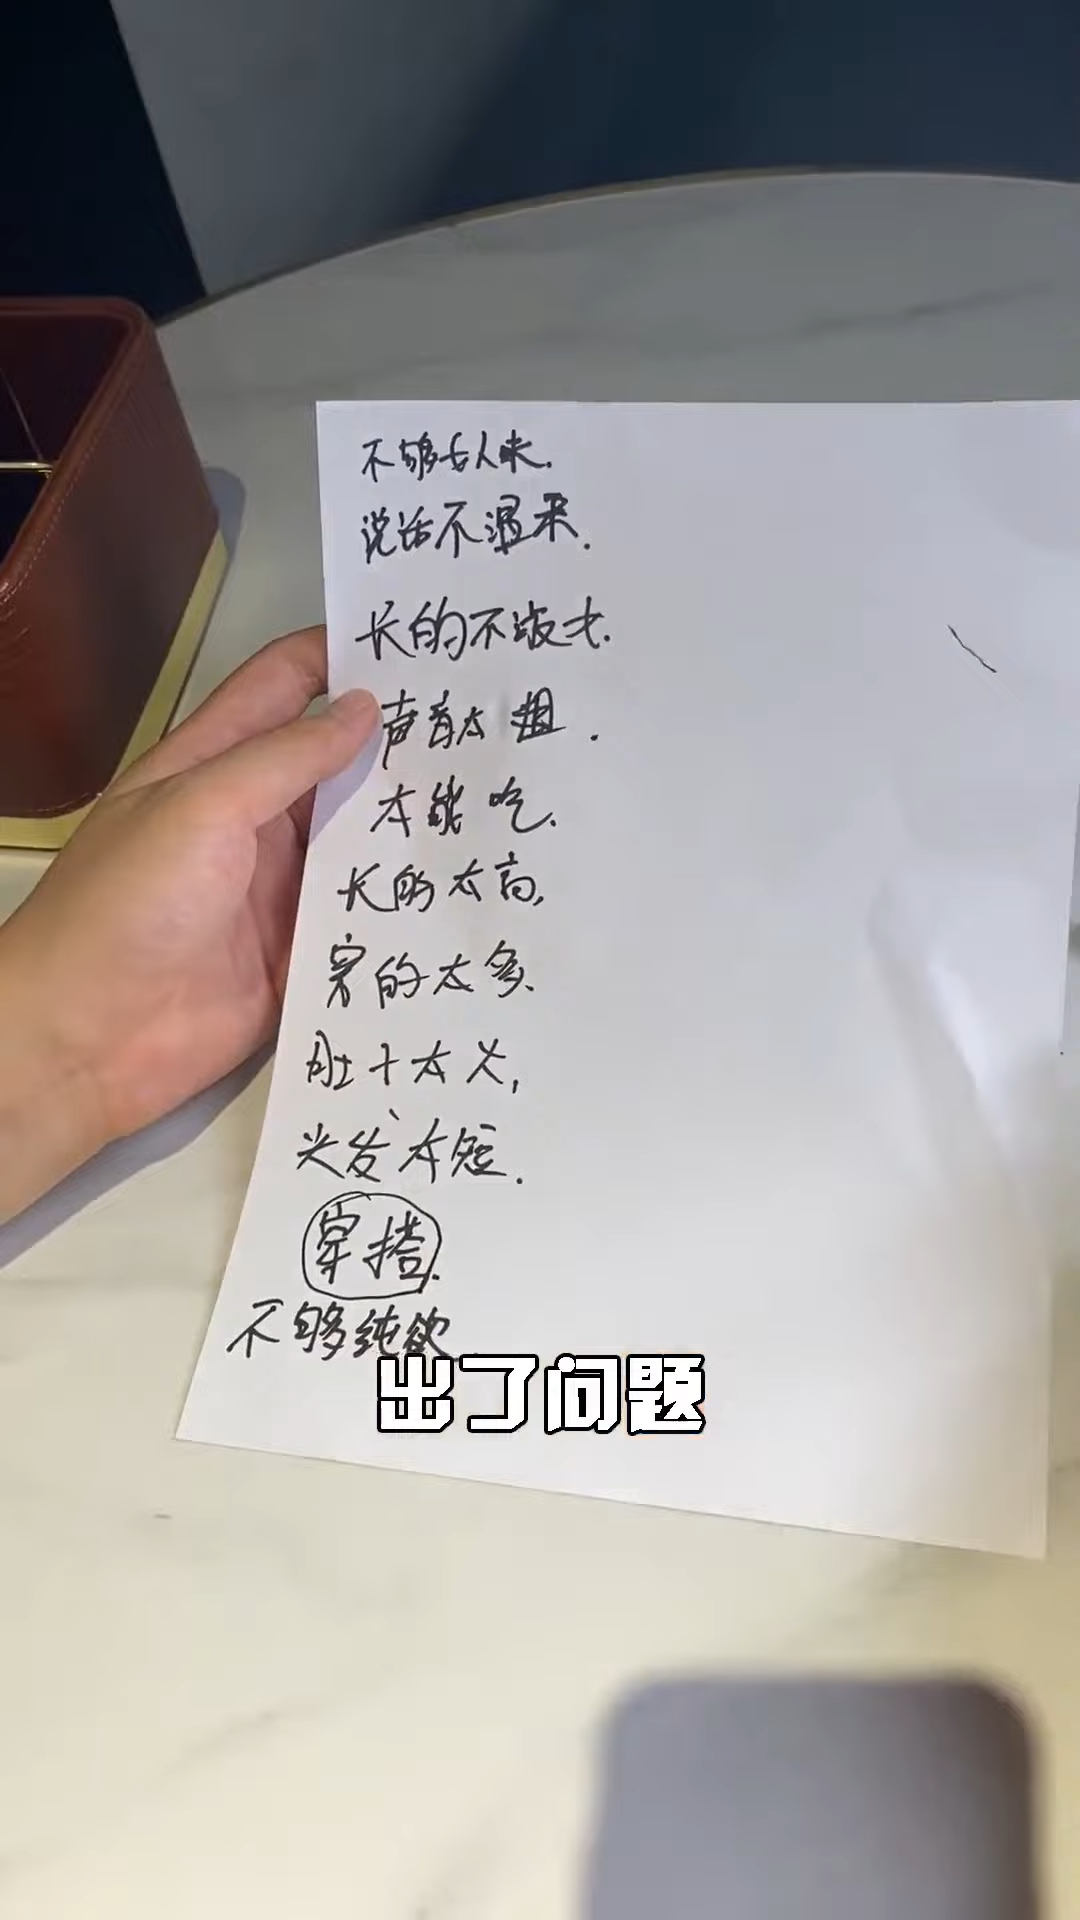 不够女人味.
说话不温柔.
长的不板士.
声音太粗.
太能吃.
长的太高,
穿的太多.
肚子太大,
头发太短.
穿搭.
不够纯欲
出了问题